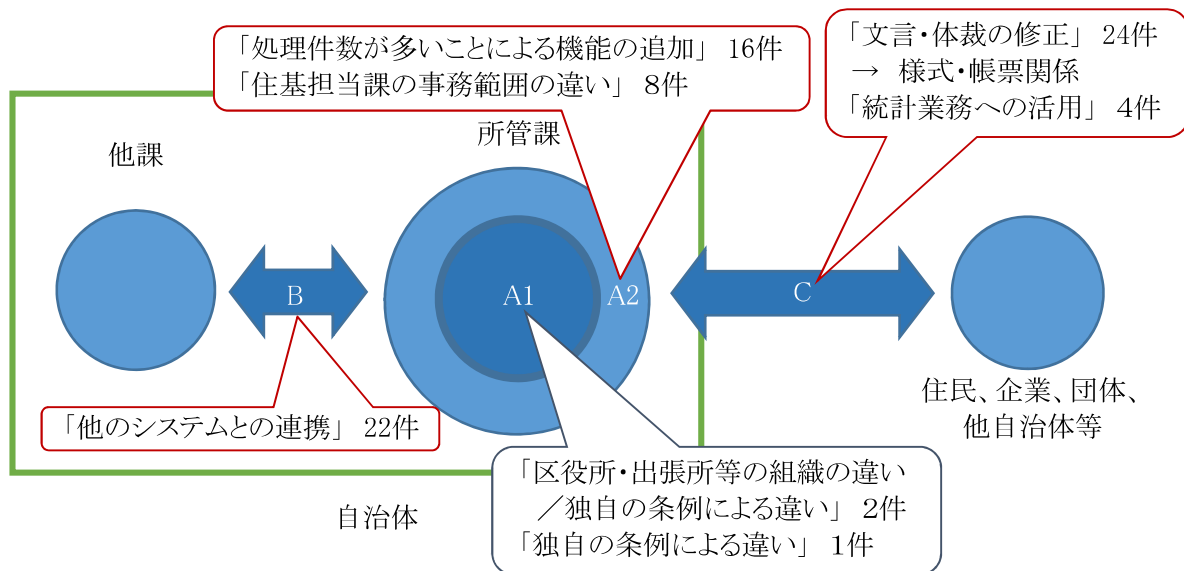 「処理件数が多いことによる機能の追加」 16件
「住基担当課の事務範囲の違い」 8件
「文言・体裁の修正」 24件
→ 様式・帳票関係
「統計業務への活用」 4件
他課
所管課
B
A1
A2
C
「他のシステムとの連携」 22件
住民、企業、団体、
他自治体等
「区役所・出張所等の組織の違い
／独自の条例による違い」 2件
「独自の条例による違い」 1件
自治体